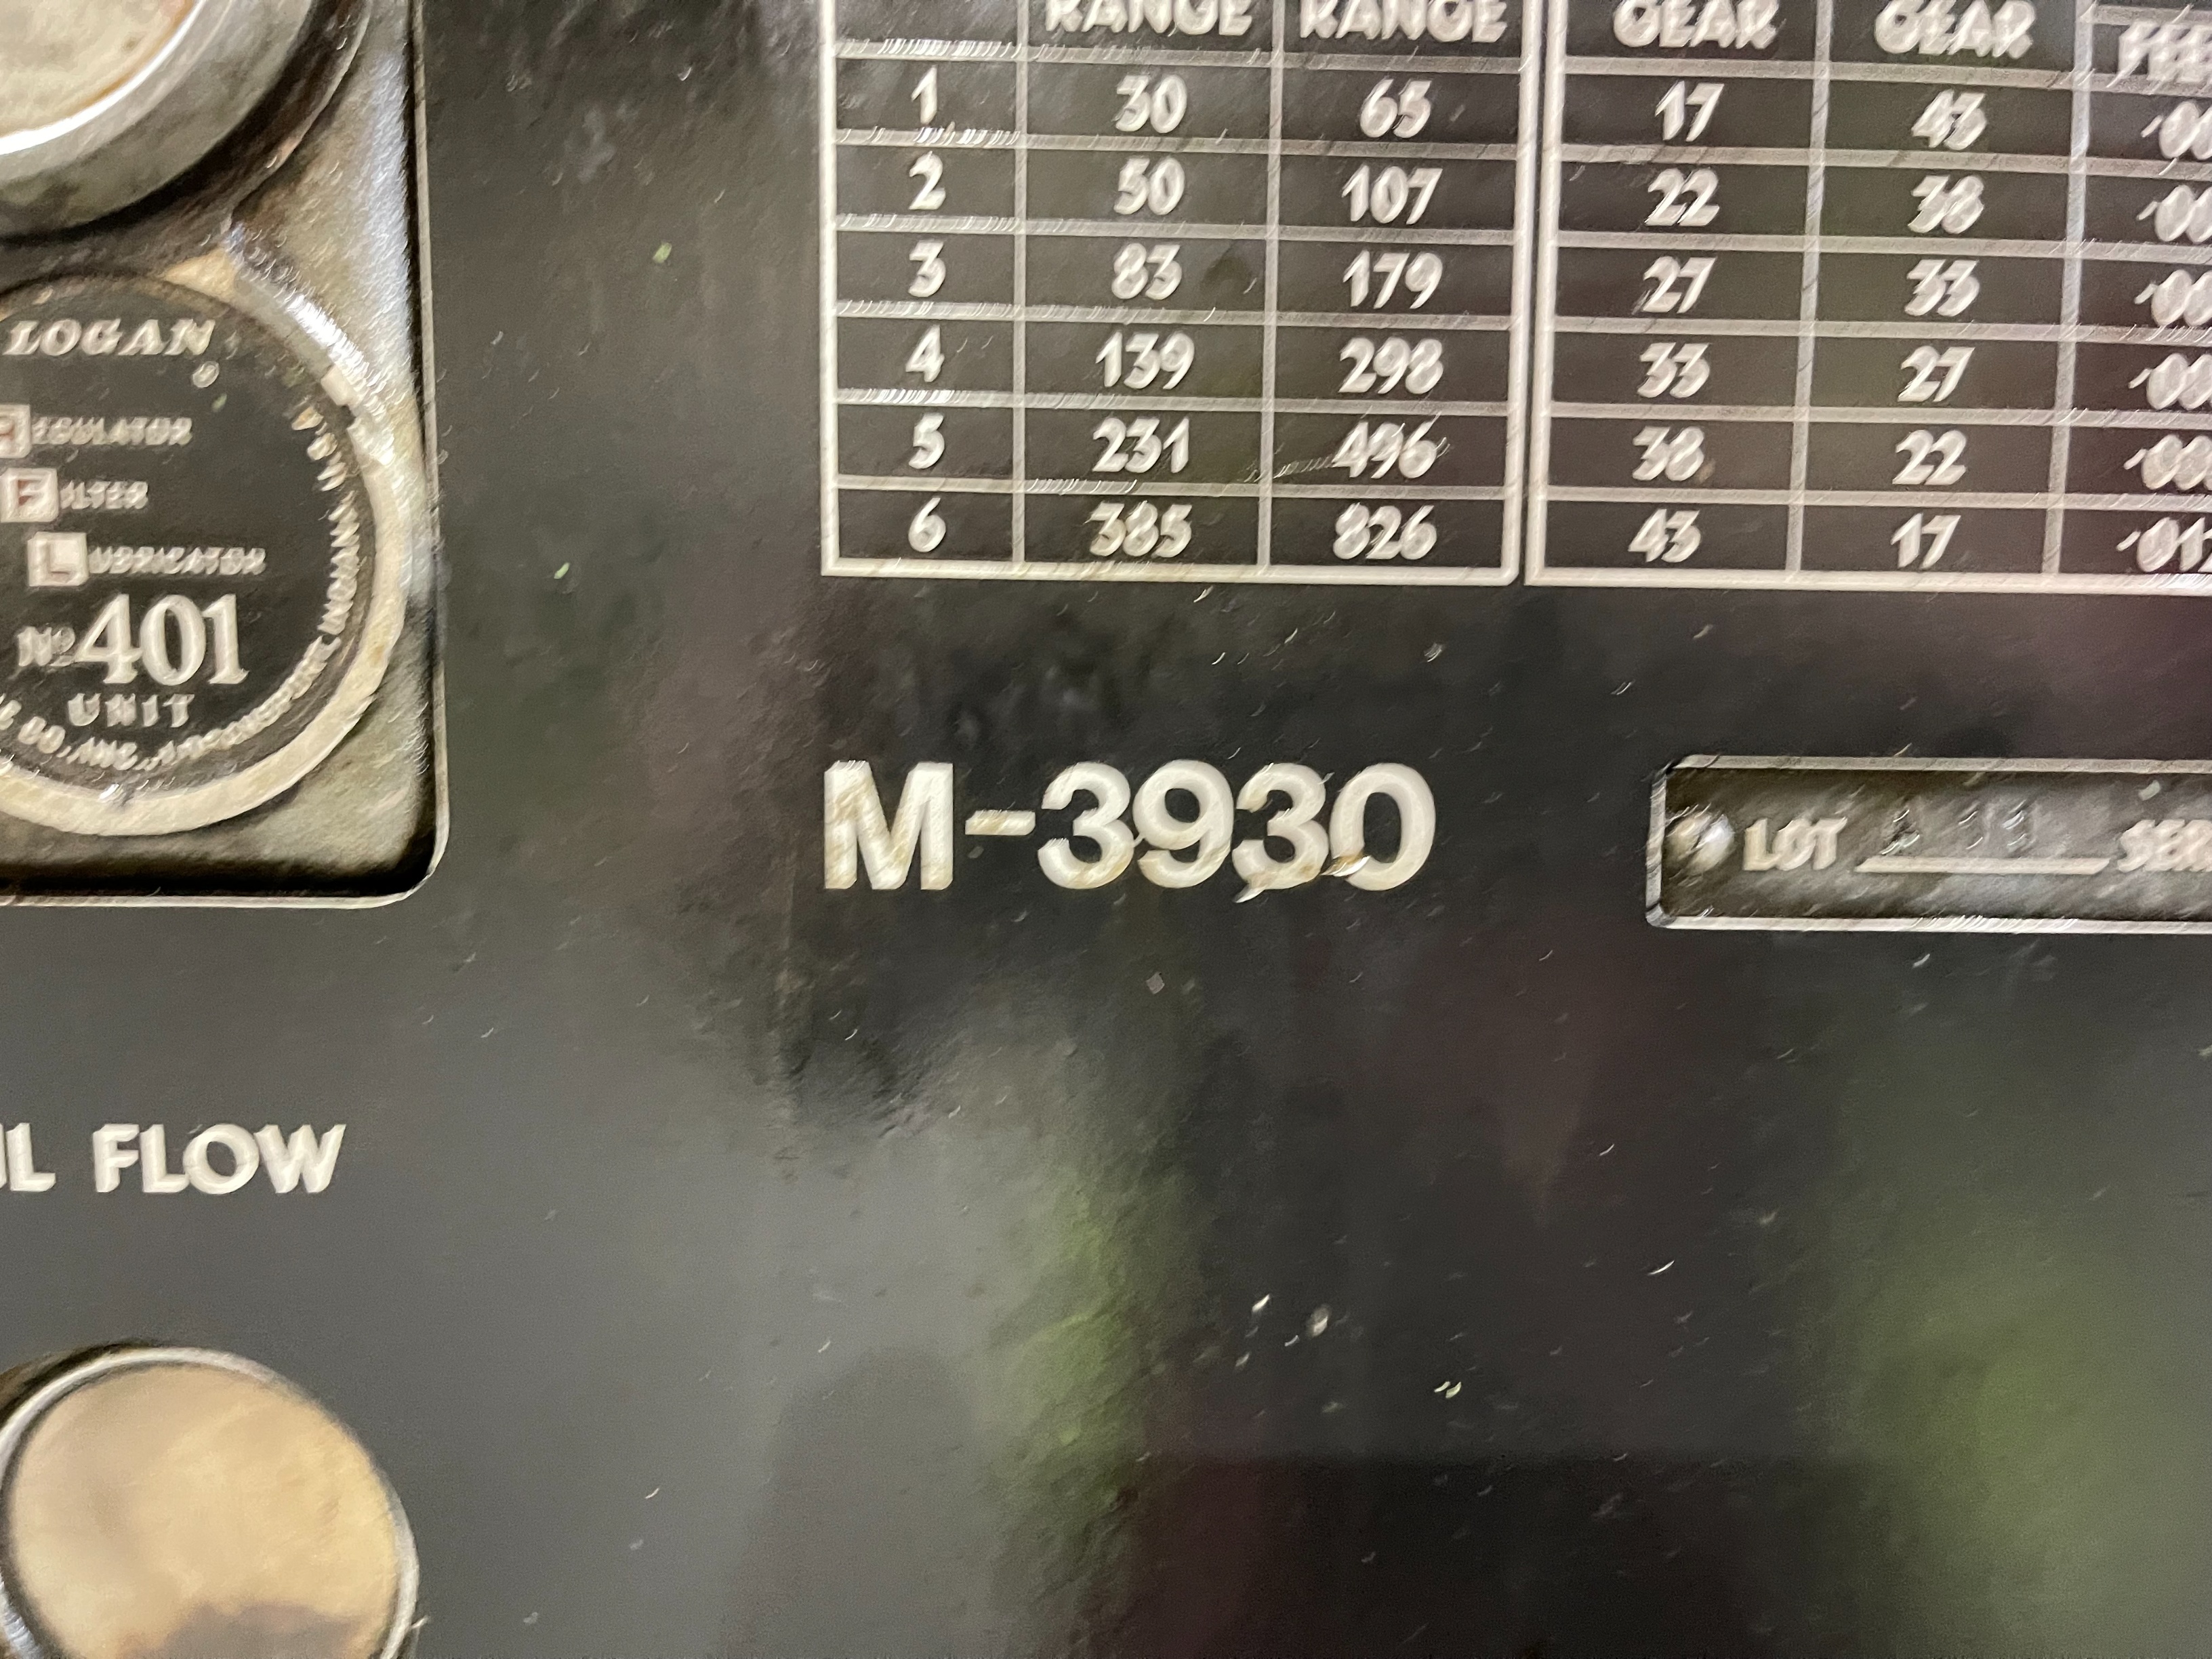 RANGE RANGE GEAR GEAR
1 30 65 17 43
2 50 107 22 38
3 83 179 27 33
4 139 298 33 27
5 231 496 38 22
6 385 826 43 17
LOGAN
REGULATOR
FILTER
LUBRICATOR
No 401
UNIT
M-3930
LOT
FLOW